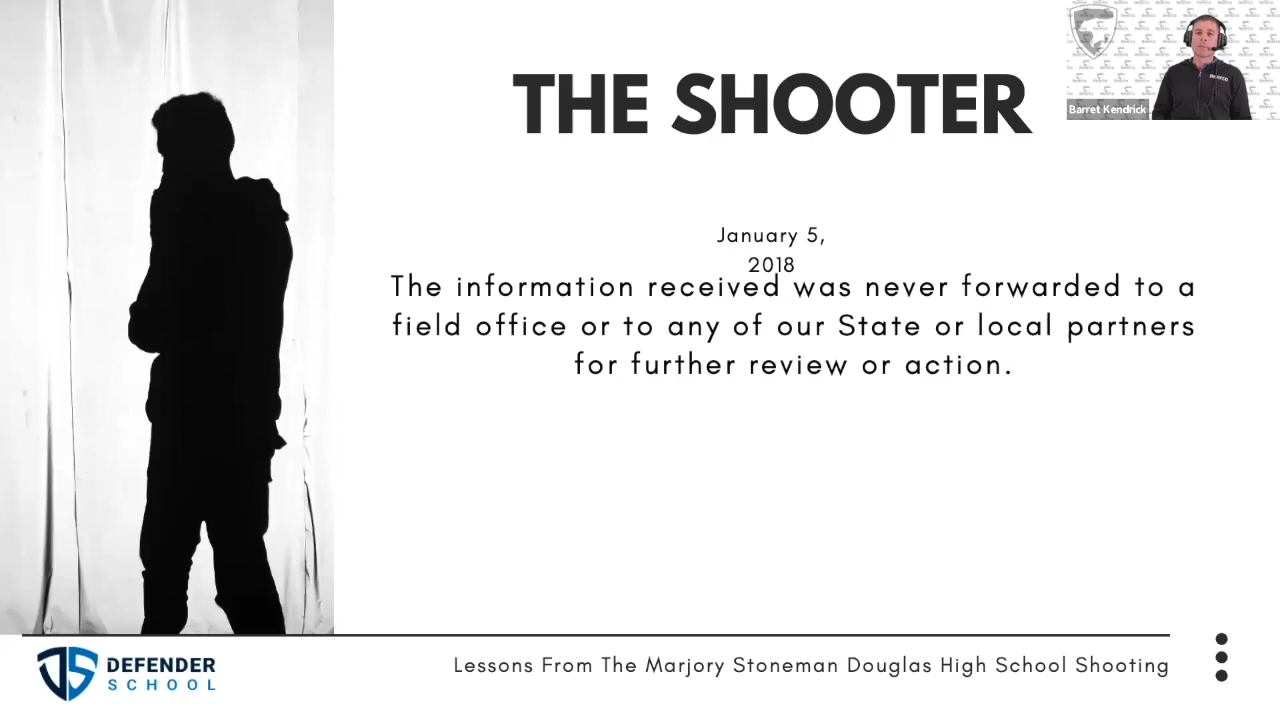 THE SHOOTER
Barret Kendrick
January 5,
2018
The information received was never forwarded to a
field office or to any of our State or local partners
for further review or action.
DEFENDER
SCHOOL
Lessons From The Marjory Stoneman Douglas High School Shooting